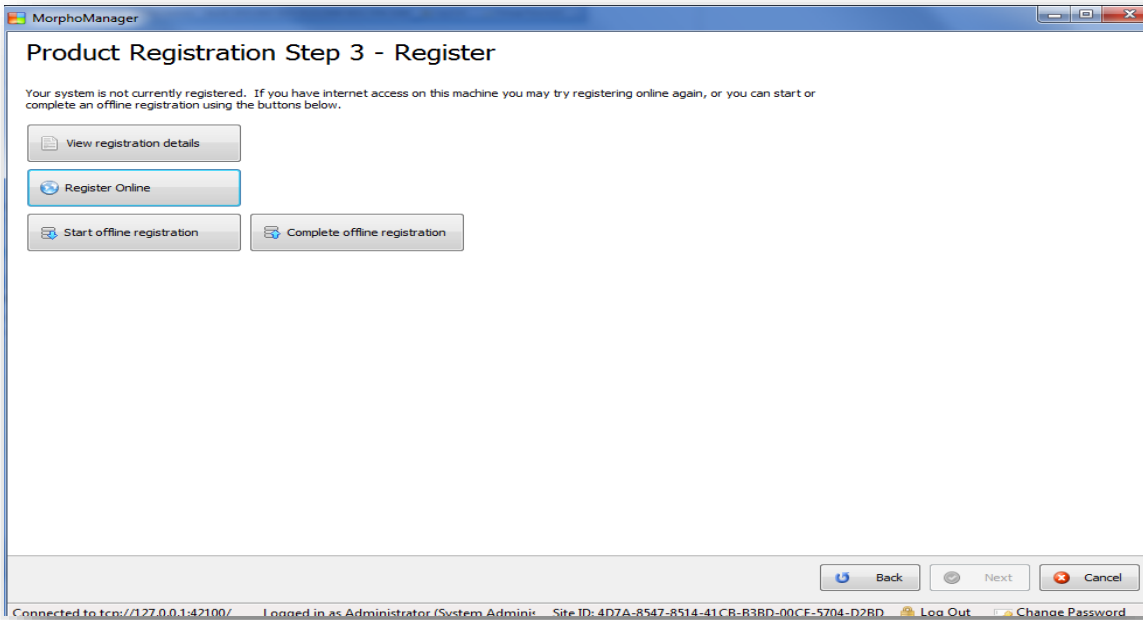 MorphoManager
Product Registration Step 3 - Register
Your system is not currently registered. If you have internet access on this machine you may try registering online again, or you can start or
complete an offline registration using the buttons below.
View registration details
Register Online
Start offline registration Complete offline registration
Back Next Cancel
Connected to tcp://127.0.0.1:42100/ Logged in as Administrator (System Adminis Site ID: 4D7A-8547-8514-41CB-B3BD-00CF-5704-D2BD Log Out Change Password